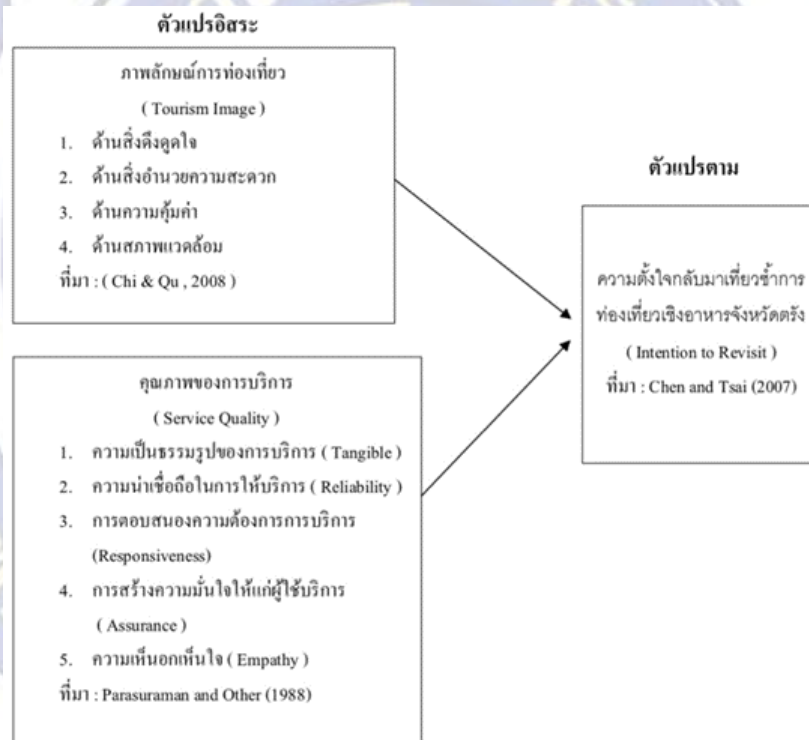 ตัวแปรอิสระ
ภาพลักษณ์การท่องเที่ยว
( Tourism Image )
1. ด้านสิ่งดึงดูดใจ
2. ด้านสิ่งอำนวยความสะดวก
3. ด้านความคุ้มค่า
4. ด้านสภาพแวดล้อม
ที่มา : ( Chi & Qu , 2008 )
คุณภาพของการบริการ
( Service Quality )
1. ความเป็นธรรมรูปของการบริการ ( Tangible )
2. ความน่าเชื่อถือในการให้บริการ ( Reliability )
3. การตอบสนองความต้องการการบริการ
(Responsiveness)
4. การสร้างความมั่นใจให้แก่ผู้ใช้บริการ
( Assurance )
5. ความเห็นอกเห็นใจ ( Empathy )
ที่มา : Parasuraman and Other (1988)
ตัวแปรตาม
ความตั้งใจกลับมาเที่ยวซ้ำการ
ท่องเที่ยวเชิงอาหารจังหวัดตรัง
( Intention to Revisit )
ที่มา : Chen and Tsai (2007)